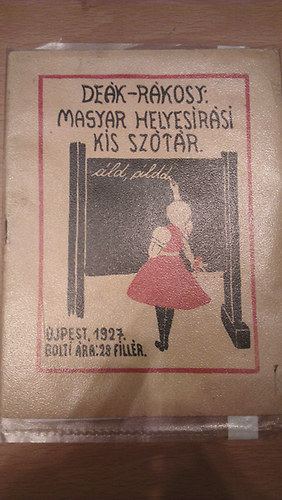 DEÁK-RÁKOSY:
MAGYAR HELYESÍRÁSI
KIS SZÓTÁR.
áld, áldd,
ÚJPEST, 1927.
BOLTI ÁRA: 28 FILLÉR.